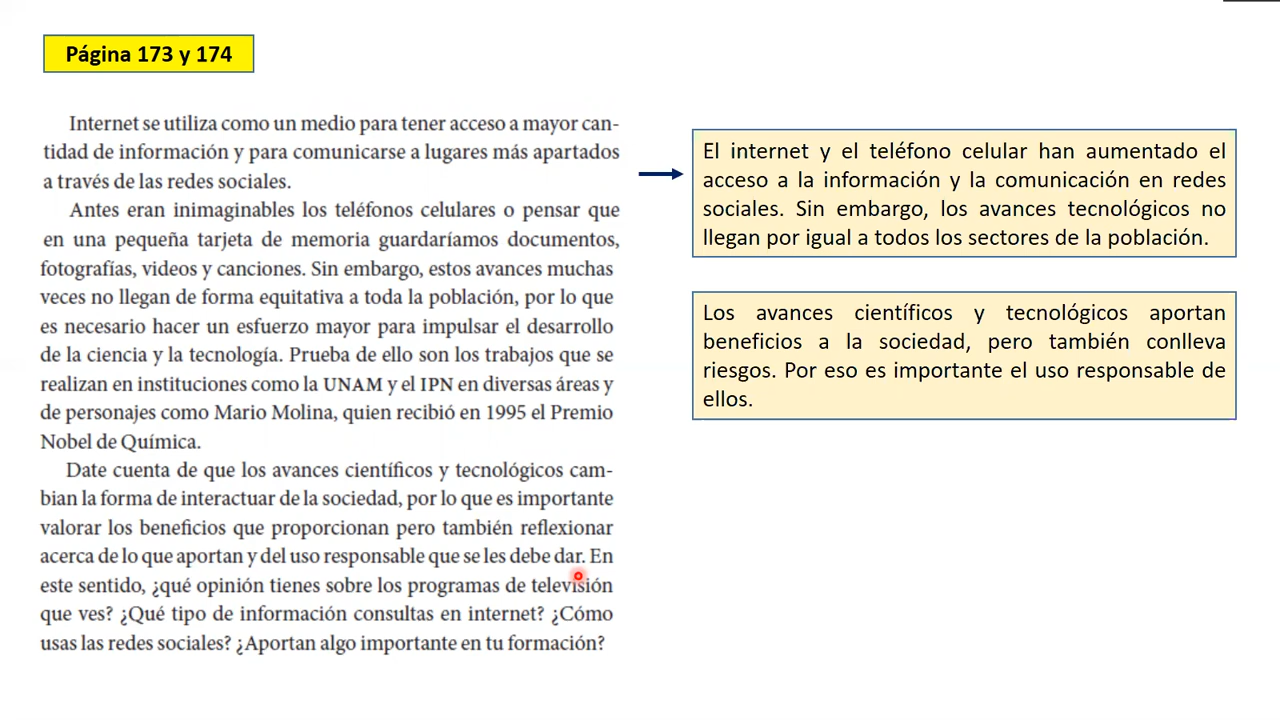 Página 173 y 174
Internet se utiliza como un medio para tener acceso a mayor can-
tidad de información y para comunicarse a lugares más apartados
a través de las redes sociales.
Antes eran inimaginables los teléfonos celulares o pensar que
en una pequeña tarjeta de memoria guardaríamos documentos,
fotografías, videos y canciones. Sin embargo, estos avances muchas
veces no llegan de forma equitativa a toda la población, por lo que
es necesario hacer un esfuerzo mayor para impulsar el desarrollo
de la ciencia y la tecnología. Prueba de ello son los trabajos que se
realizan en instituciones como la UNAM y el IPN en diversas áreas y
de personajes como Mario Molina, quien recibió en 1995 el Premio
Nobel de Química.
Date cuenta de que los avances científicos y tecnológicos cam-
bian la forma de interactuar de la sociedad, por lo que es importante
valorar los beneficios que proporcionan pero también reflexionar
acerca de lo que aportan y del uso responsable que se les debe dar. En
este sentido, ¿qué opinión tienes sobre los programas de televisión
que ves? ¿Qué tipo de información consultas en internet? ¿Cómo
usas las redes sociales? ¿Aportan algo importante en tu formación?
El internet y el teléfono celular han aumentado el
acceso a la información y la comunicación en redes
sociales. Sin embargo, los avances tecnológicos no
llegan por igual a todos los sectores de la población.
Los avances científicos y tecnológicos aportan
beneficios a la sociedad, pero también conlleva
riesgos. Por eso es importante el uso responsable de
ellos.